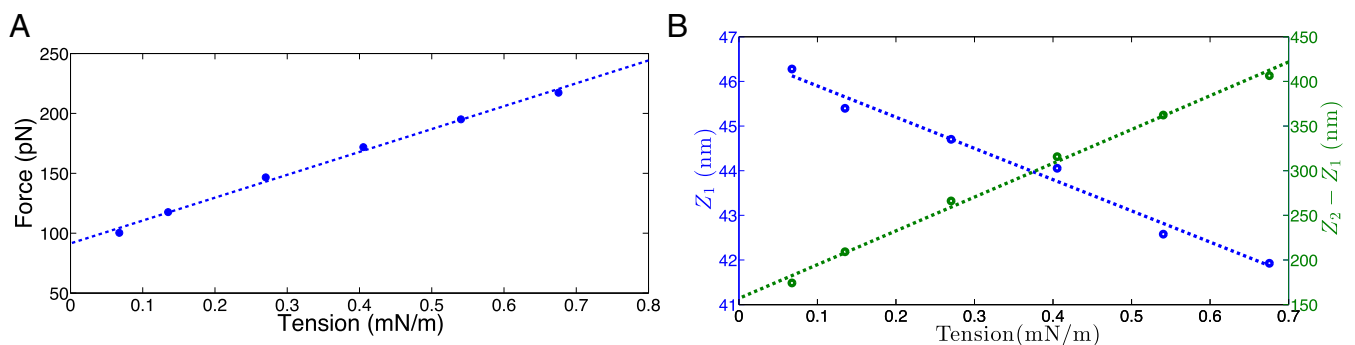 A
250
200
150
100
50
Force (pN)
0 0.1 0.2 0.3 0.4 0.5 0.6 0.7 0.8
Tension (mN/m)
B
47
46
45
44
43
42
41
Z₁ (nm)
450
400
350
300
250
200
150
Z₂ − Z₁ (nm)
0 0.1 0.2 0.3 0.4 0.5 0.6 0.7
Tension(mN/m)